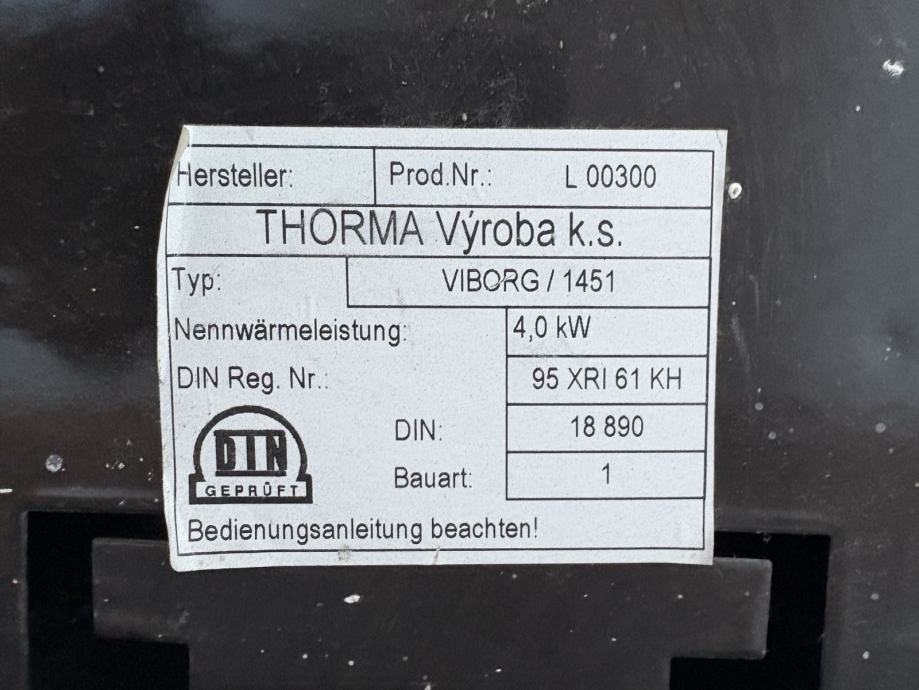 Hersteller: Prod.Nr.: L 00300
THORMA Výroba k.s.
Typ: VIBORG / 1451
Nennwärmeleistung: 4,0 kW
DIN Reg. Nr.: 95 XRI 61 KH
DIN
GEPRÜFT
DIN: 18 890
Bauart: 1
Bedienungsanleitung beachten!